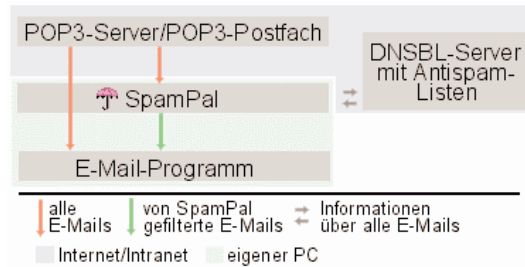 POP3-Server/POP3-Postfach
DNSBL-Server
mit Antispam-
Listen
SpamPal
E-Mail-Programm
alle
E-Mails
von SpamPal
gefilterte E-Mails
Informationen
über alle E-Mails
Internet/Intranet
eigener PC